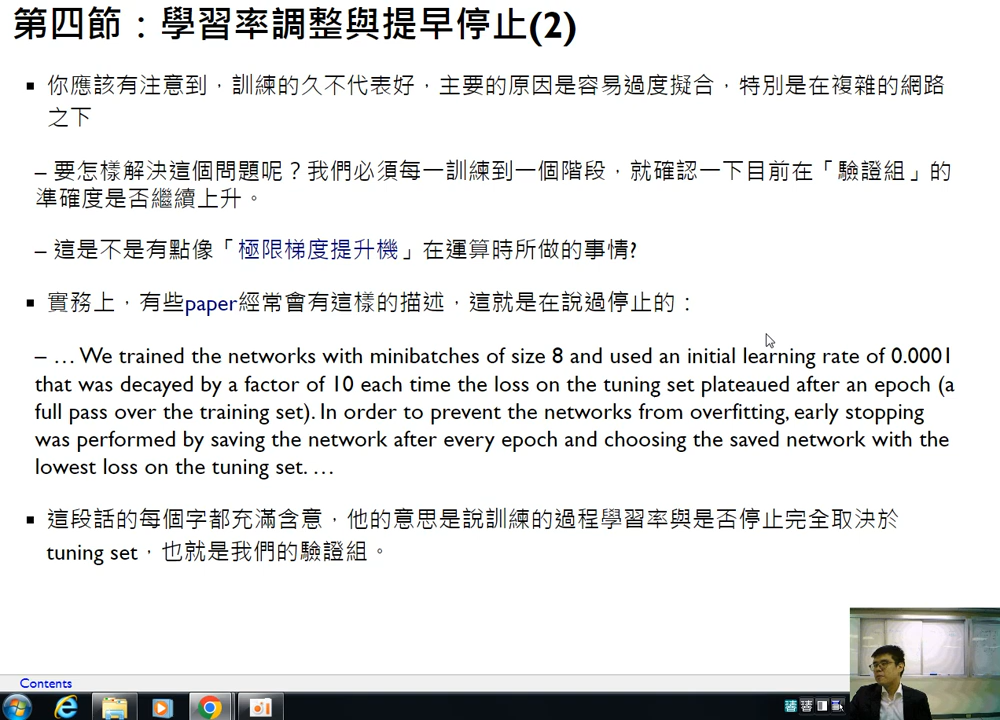 第四節：學習率調整與提早停止(2)
▪ 你應該有注意到，訓練的久不代表好，主要的原因是容易過度擬合，特別是在複雜的網路
之下
– 要怎樣解決這個問題呢？我們必須每一訓練到一個階段，就確認一下目前在「驗證組」的
準確度是否繼續上升。
– 這是不是有點像「極限梯度提升機」在運算時所做的事情?
▪ 實務上，有些paper經常會有這樣的描述，這就是在說過停止的：
– … We trained the networks with minibatches of size 8 and used an initial learning rate of 0.0001
that was decayed by a factor of 10 each time the loss on the tuning set plateaued after an epoch (a
full pass over the training set). In order to prevent the networks from overfitting, early stopping
was performed by saving the network after every epoch and choosing the saved network with the
lowest loss on the tuning set. …
▪ 這段話的每個字都充滿含意，他的意思是說訓練的過程學習率與是否停止完全取決於
tuning set，也就是我們的驗證組。
Contents